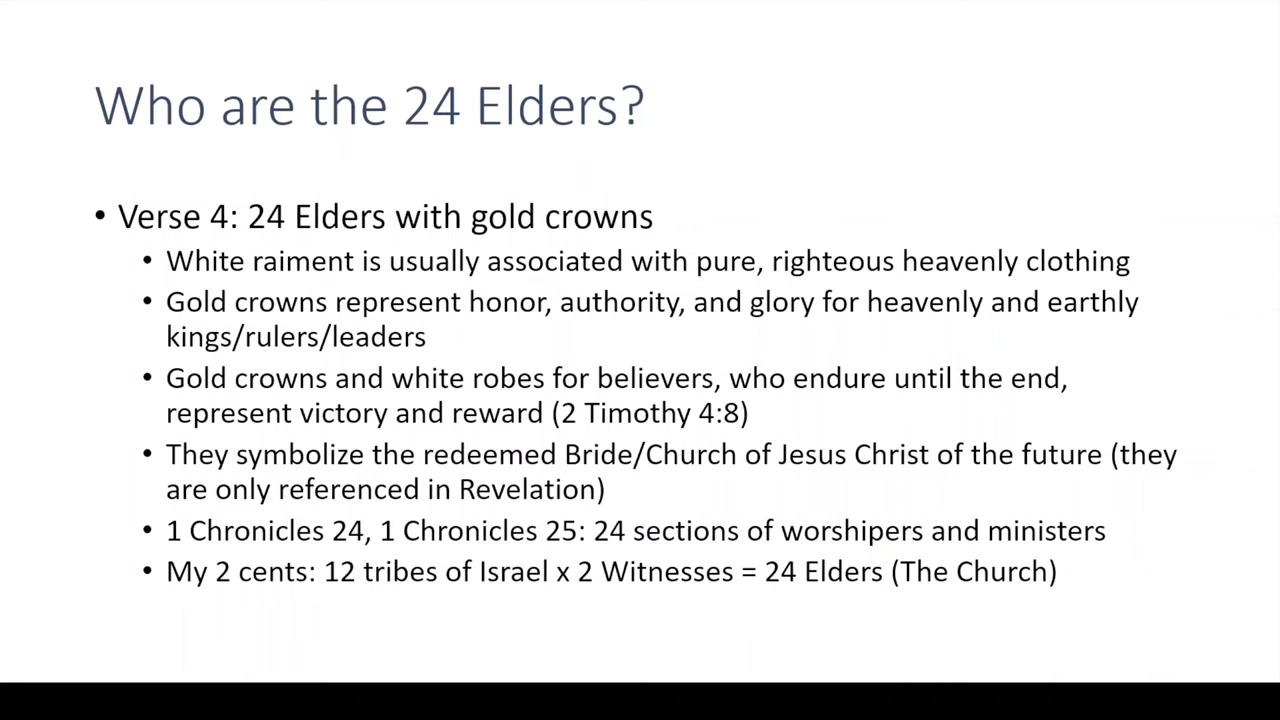 Who are the 24 Elders?
• Verse 4: 24 Elders with gold crowns
• White raiment is usually associated with pure, righteous heavenly clothing
• Gold crowns represent honor, authority, and glory for heavenly and earthly
kings/rulers/leaders
• Gold crowns and white robes for believers, who endure until the end,
represent victory and reward (2 Timothy 4:8)
• They symbolize the redeemed Bride/Church of Jesus Christ of the future (they
are only referenced in Revelation)
• 1 Chronicles 24, 1 Chronicles 25: 24 sections of worshipers and ministers
• My 2 cents: 12 tribes of Israel x 2 Witnesses = 24 Elders (The Church)